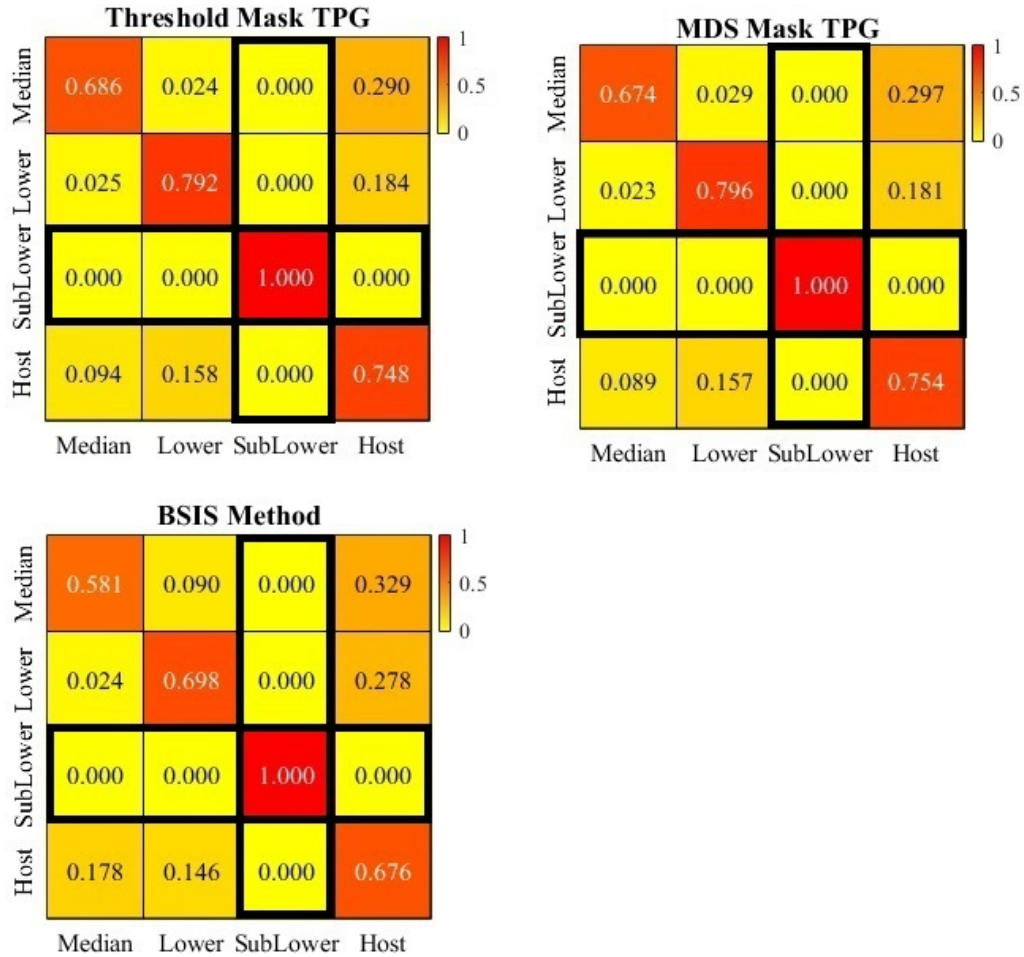 Threshold Mask TPG
Median 0.686 0.024 0.000 0.290
Lower 0.025 0.792 0.000 0.184
SubLower 0.000 0.000 1.000 0.000
Host 0.094 0.158 0.000 0.748
Median Lower SubLower Host
1
0.5
0
MDS Mask TPG
Median 0.674 0.029 0.000 0.297
Lower 0.023 0.796 0.000 0.181
SubLower 0.000 0.000 1.000 0.000
Host 0.089 0.157 0.000 0.754
Median Lower SubLower Host
1
0.5
0
BSIS Method
Median 0.581 0.090 0.000 0.329
Lower 0.024 0.698 0.000 0.278
SubLower 0.000 0.000 1.000 0.000
Host 0.178 0.146 0.000 0.676
Median Lower SubLower Host
1
0.5
0